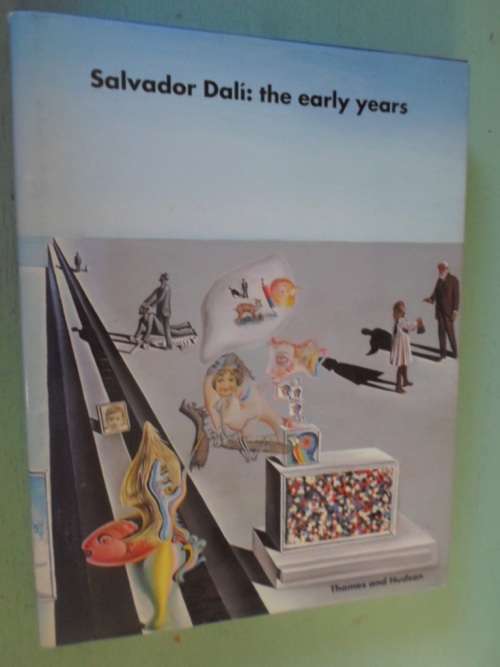 Salvador Dalí: the early years
Thames and Hudson